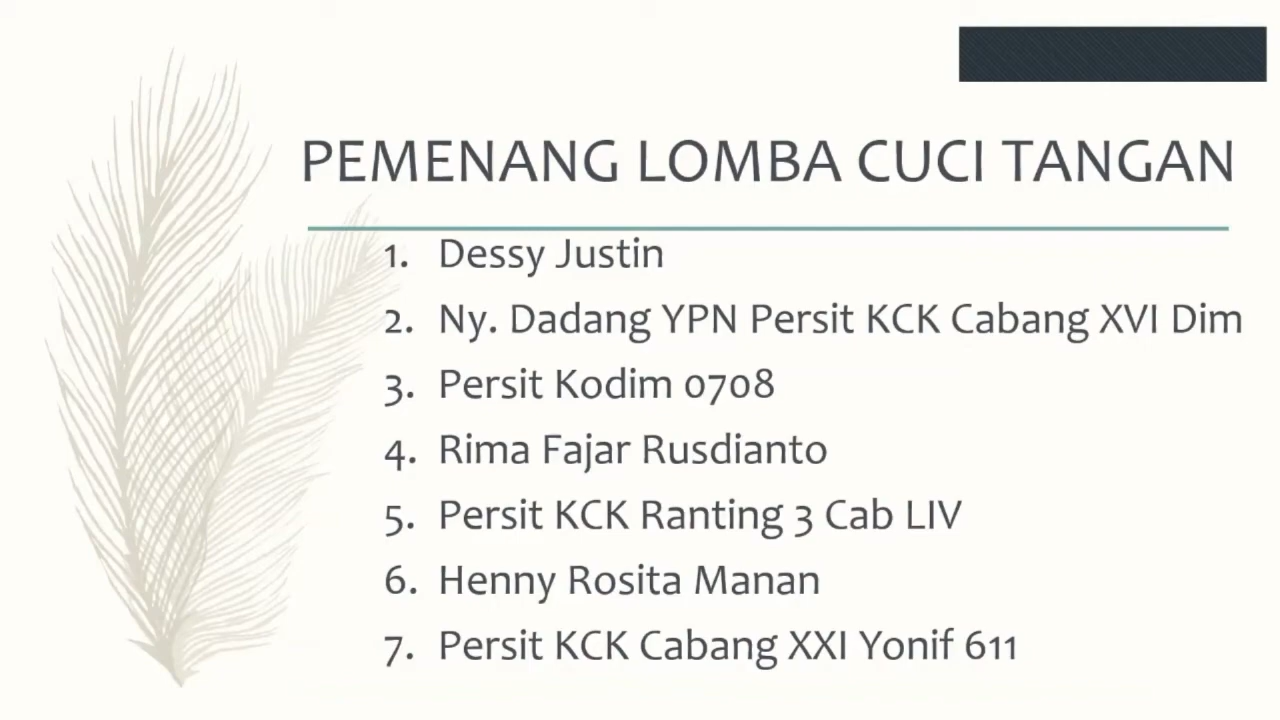 PEMENANG LOMBA CUCI TANGAN
1. Dessy Justin
2. Ny. Dadang YPN Persit KCK Cabang XVI Dim
3. Persit Kodim 0708
4. Rima Fajar Rusdianto
5. Persit KCK Ranting 3 Cab LIV
6. Henny Rosita Manan
7. Persit KCK Cabang XXI Yonif 611